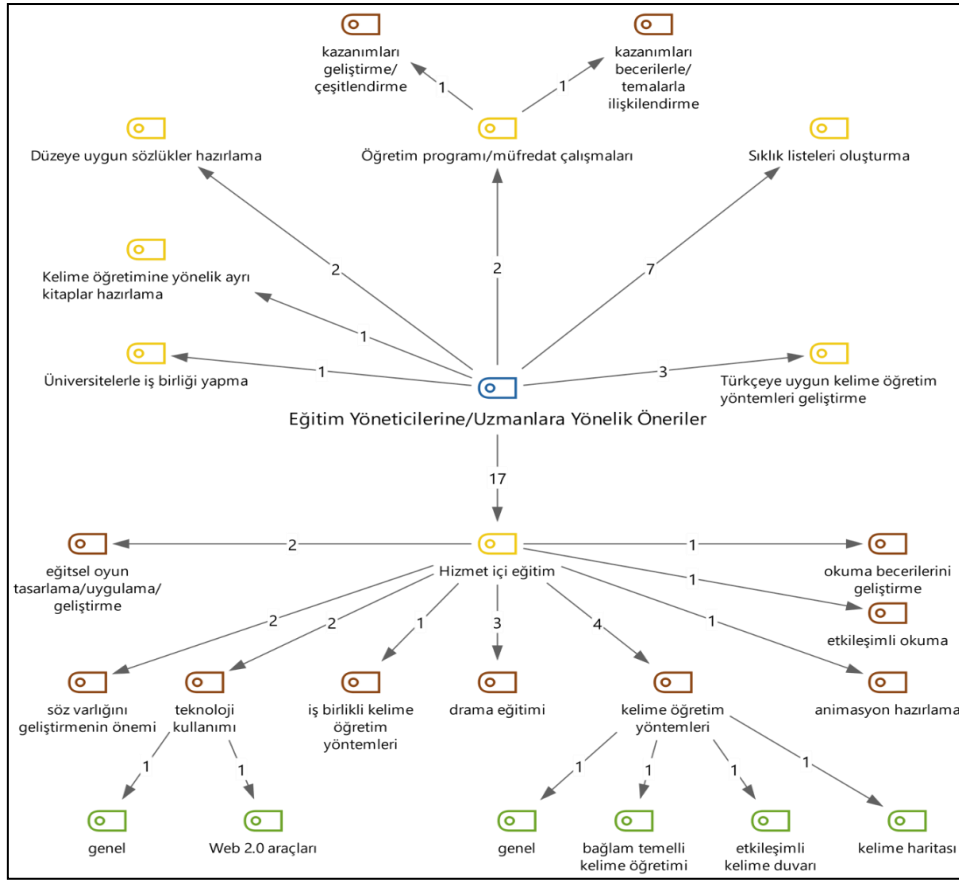 kazanımları
geliştirme/
çeşitlendirme
kazanımları
becerilerle/
temalarla
ilişkilendirme
1
1
Düzeye uygun sözlükler hazırlama
Öğretim programı/müfredat çalışmaları
Sıklık listeleri oluşturma
Kelime öğretimine yönelik ayrı
kitaplar hazırlama
2
2
7
1
Üniversitelerle iş birliği yapma
1
3
Türkçeye uygun kelime öğretim
yöntemleri geliştirme
Eğitim Yöneticilerine/Uzmanlara Yönelik Öneriler
17
eğitsel oyun
tasarlama/uygulama/
geliştirme
2
Hizmet içi eğitim
1
okuma becerilerini
geliştirme
1
etkileşimli okuma
2
2
1
3
4
1
söz varlığını
geliştirmenin önemi
teknoloji
kullanımı
iş birlikli kelime
öğretim
yöntemleri
drama eğitimi
kelime öğretim
yöntemleri
animasyon hazırlama
1
1
1
1
1
1
genel
Web 2.0 araçları
genel
bağlam temelli
kelime öğretimi
etkileşimli
kelime duvarı
kelime haritası